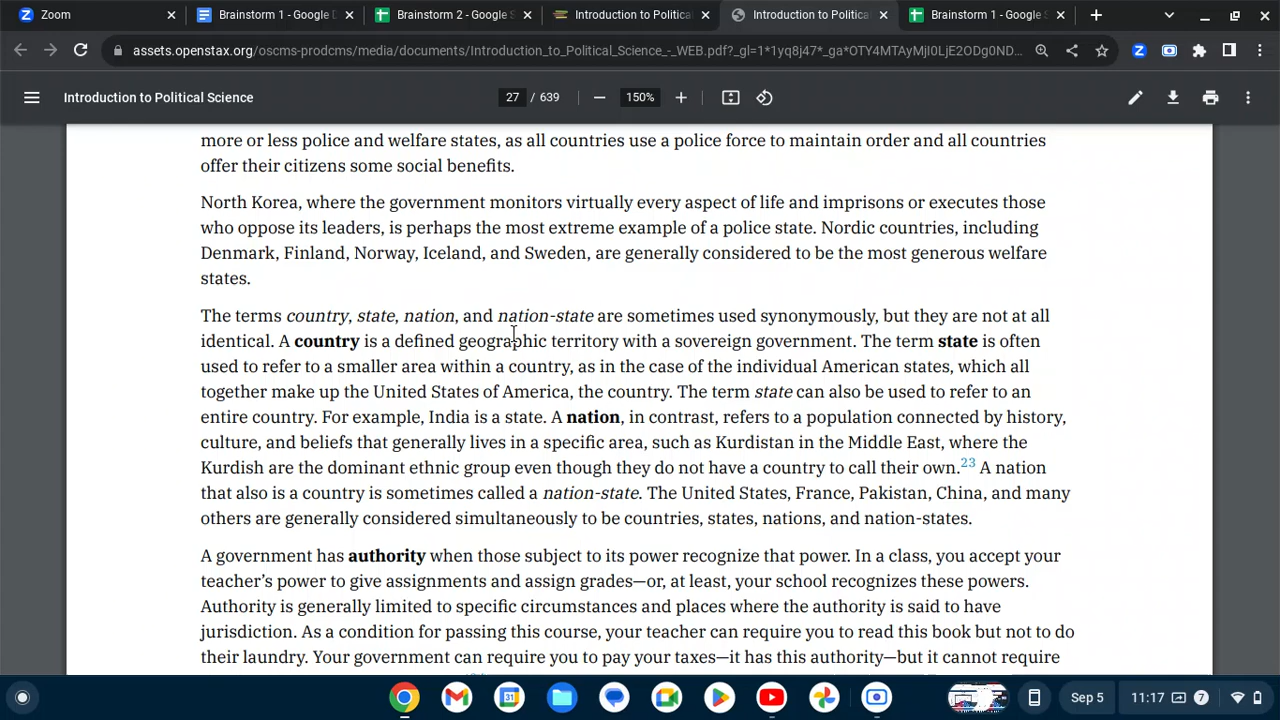 Zoom
Brainstorm 1 - Google D
Brainstorm 2 - Google S
Introduction to Political
Introduction to Political
Brainstorm 1 - Google S
assets.openstax.org/oscms-prodcms/media/documents/Introduction_to_Political_Science_-_WEB.pdf?_gl=1*1yq8j47*_ga*OTY4MTAyMjI0LjE2ODg0ND...
Introduction to Political Science
27 / 639
150%
more or less police and welfare states, as all countries use a police force to maintain order and all countries
offer their citizens some social benefits.
North Korea, where the government monitors virtually every aspect of life and imprisons or executes those
who oppose its leaders, is perhaps the most extreme example of a police state. Nordic countries, including
Denmark, Finland, Norway, Iceland, and Sweden, are generally considered to be the most generous welfare
states.
The terms country, state, nation, and nation-state are sometimes used synonymously, but they are not at all
identical. A country is a defined geographic territory with a sovereign government. The term state is often
used to refer to a smaller area within a country, as in the case of the individual American states, which all
together make up the United States of America, the country. The term state can also be used to refer to an
entire country. For example, India is a state. A nation, in contrast, refers to a population connected by history,
culture, and beliefs that generally lives in a specific area, such as Kurdistan in the Middle East, where the
Kurdish are the dominant ethnic group even though they do not have a country to call their own.23 A nation
that also is a country is sometimes called a nation-state. The United States, France, Pakistan, China, and many
others are generally considered simultaneously to be countries, states, nations, and nation-states.
A government has authority when those subject to its power recognize that power. In a class, you accept your
teacher's power to give assignments and assign grades—or, at least, your school recognizes these powers.
Authority is generally limited to specific circumstances and places where the authority is said to have
jurisdiction. As a condition for passing this course, your teacher can require you to read this book but not to do
their laundry. Your government can require you to pay your taxes—it has this authority—but it cannot require
Sep 5
11:17
7